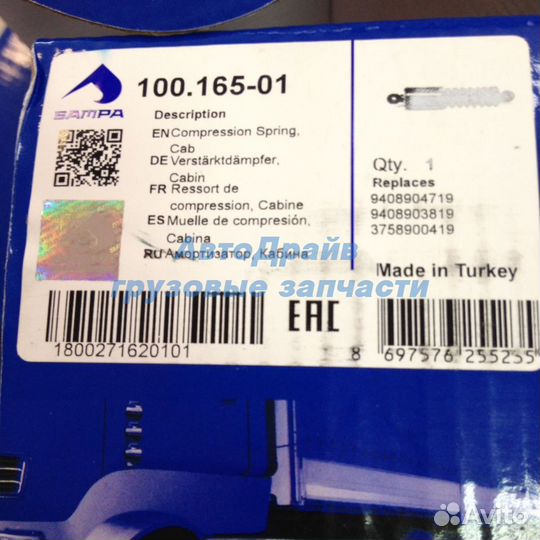 SAMPA
100.165-01
Description
EN Compression Spring,
Cab
DE Verstärktdämpfer,
Cabin
FR Ressort de
compression, Cabine
ES Muelle de compresión,
Cabina
RU Амортизатор, Кабина
Qty. 1
Replaces
9408904719
9408903819
3758900419
Made in Turkey
АвтоДрайв
грузовые запчасти
1800271620101
EAC
8 697576 255255
Avito